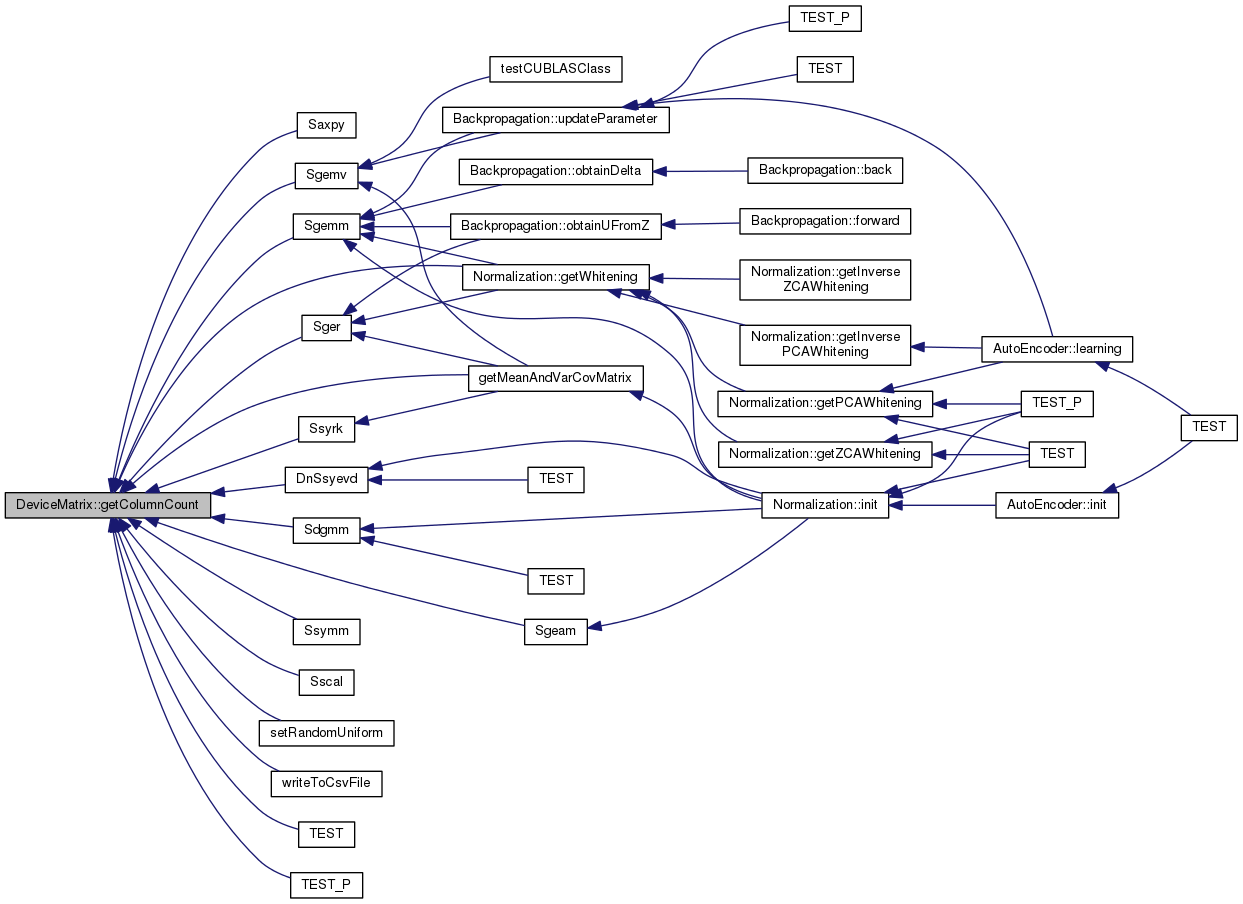 TEST_P
testCUBLASClass
TEST
Backpropagation::updateParameter
Saxpy
Backpropagation::obtainDelta
Backpropagation::back
Sgemv
Sgemm
Backpropagation::obtainUFromZ
Backpropagation::forward
Normalization::getWhitening
Normalization::getInverse
ZCAWhitening
Sger
Normalization::getInverse
PCAWhitening
AutoEncoder::learning
getMeanAndVarCovMatrix
Normalization::getPCAWhitening
TEST_P
Ssyrk
TEST
Normalization::getZCAWhitening
TEST
DnSsyevd
TEST
DeviceMatrix::getColumnCount
Normalization::init
AutoEncoder::init
Sdgmm
TEST
Ssymm
Sgeam
Sscal
setRandomUniform
writeToCsvFile
TEST
TEST_P